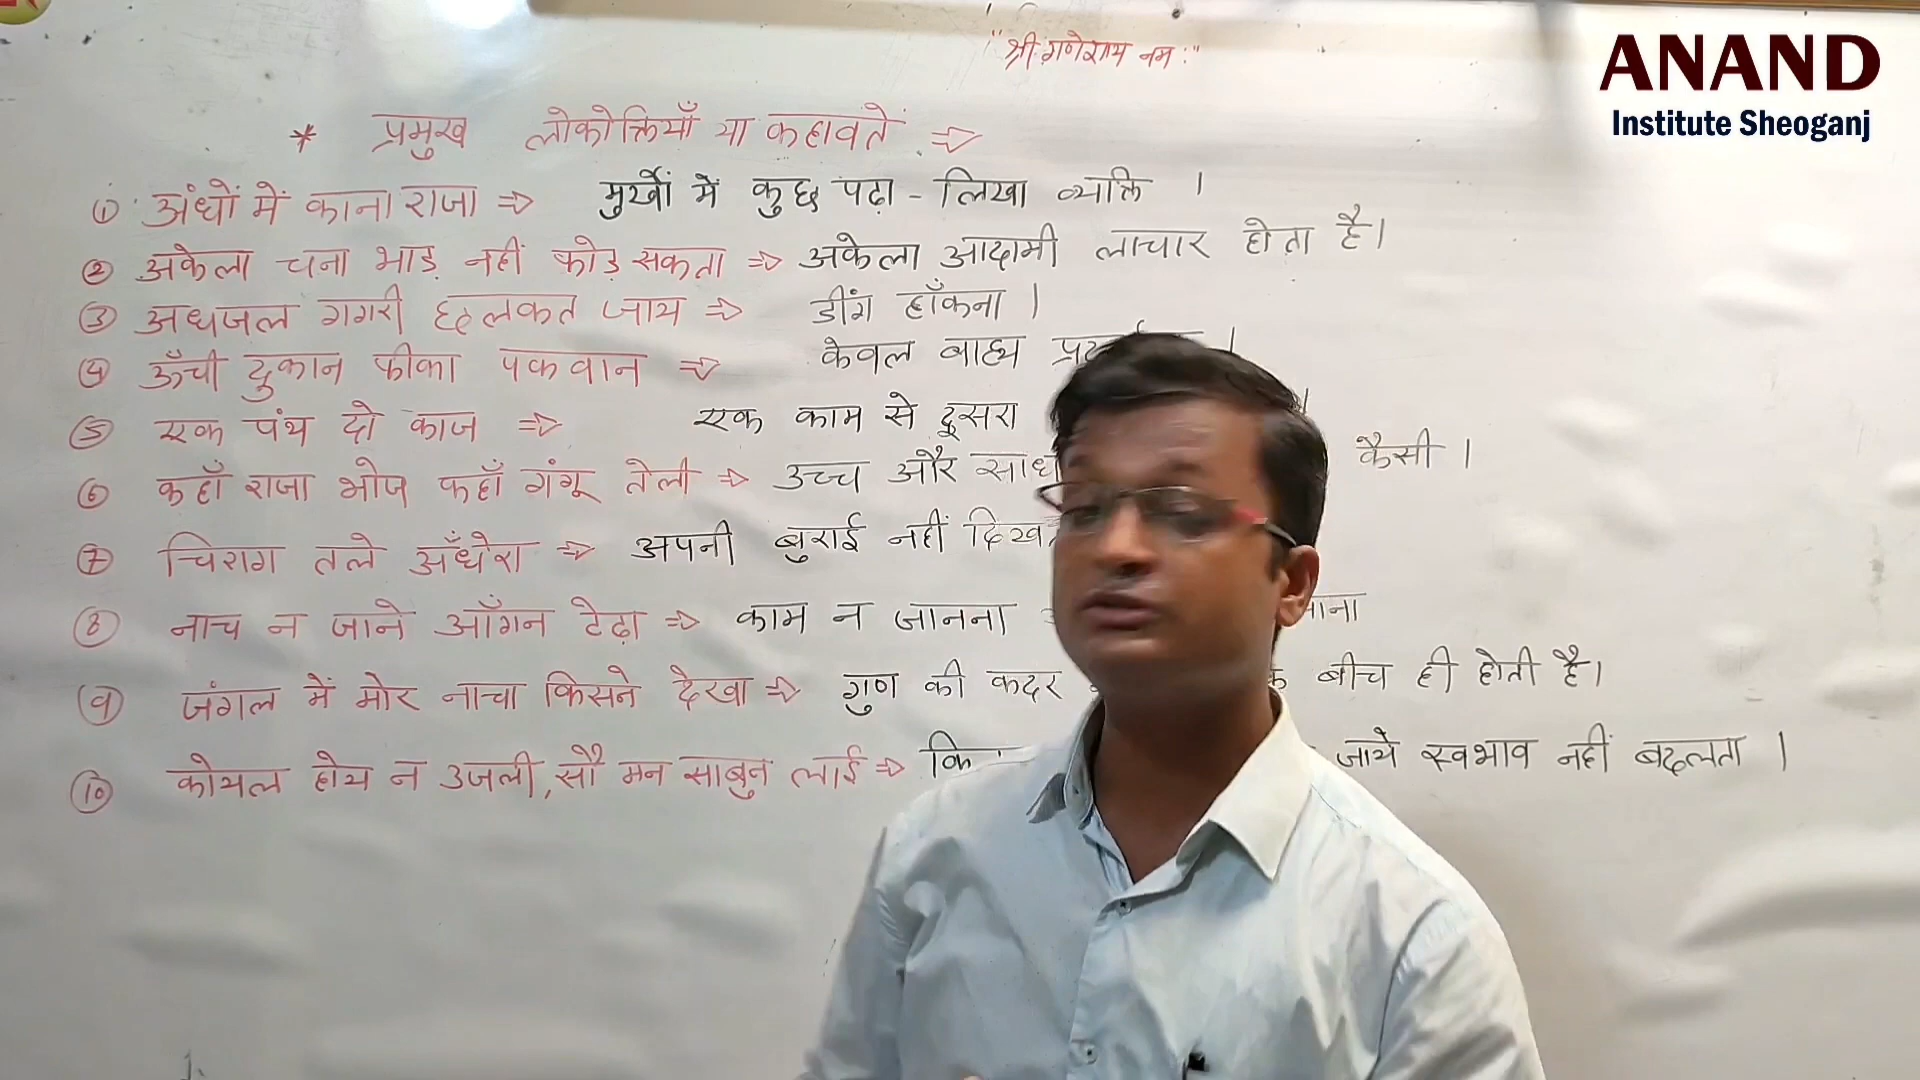 "श्री गणेशाय नमः"
ANAND
Institute Sheoganj
* प्रमुख लोकोक्तियाँ या कहावतें ⇒
① अंधों में काना राजा ⇒ मुर्खों में कुछ पढ़ा - लिखा व्यक्ति ।
② अकेला चना भाड़ नहीं फोड़ सकता ⇒ अकेला आदामी लाचार होता है।
③ अधजल गगरी छलकत जाय ⇒ डींग हाँकना ।
④ ऊँची दुकान फीका पकवान ⇒ केवल बाह्य ।
⑤ एक पंथ दो काज ⇒ एक काम से दूसरा ।
⑥ कहाँ राजा भोज कहाँ गंगू तेली ⇒ उच्च और कैसी ।
⑦ चिराग तले अँधेरा ⇒ अपनी बुराई नहीं
⑧ नाच न जाने आँगन टेढ़ा ⇒ काम न जानना
⑨ जंगल में मोर नाचा किसने देखा ⇒ गुण की कदर बीच ही होती है।
⑩ कोयल होय न उजली, सौ मन साबुन लाई ⇒ जाये स्वभाव नहीं बदलता ।